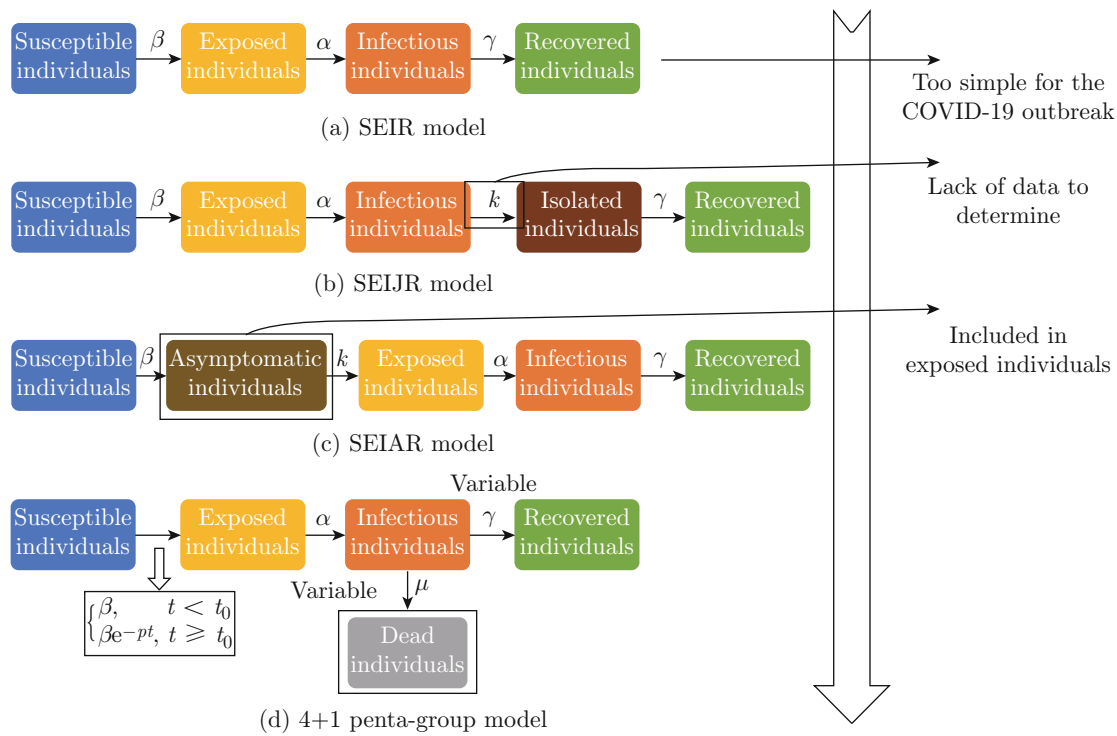 Susceptible individuals β Exposed individuals α Infectious individuals γ Recovered individuals
Too simple for the
COVID-19 outbreak
(a) SEIR model
Susceptible individuals β Exposed individuals α Infectious individuals k Isolated individuals γ Recovered individuals
Lack of data to
determine
(b) SEIJR model
Susceptible individuals β Asymptomatic individuals k Exposed individuals α Infectious individuals γ Recovered individuals
Included in
exposed individuals
(c) SEIAR model
Variable
Susceptible individuals Exposed individuals α Infectious individuals γ Recovered individuals
Variable μ
{β, t < t₀
βe⁻ᵖᵗ, t ⩾ t₀
Dead
individuals
(d) 4+1 penta-group model